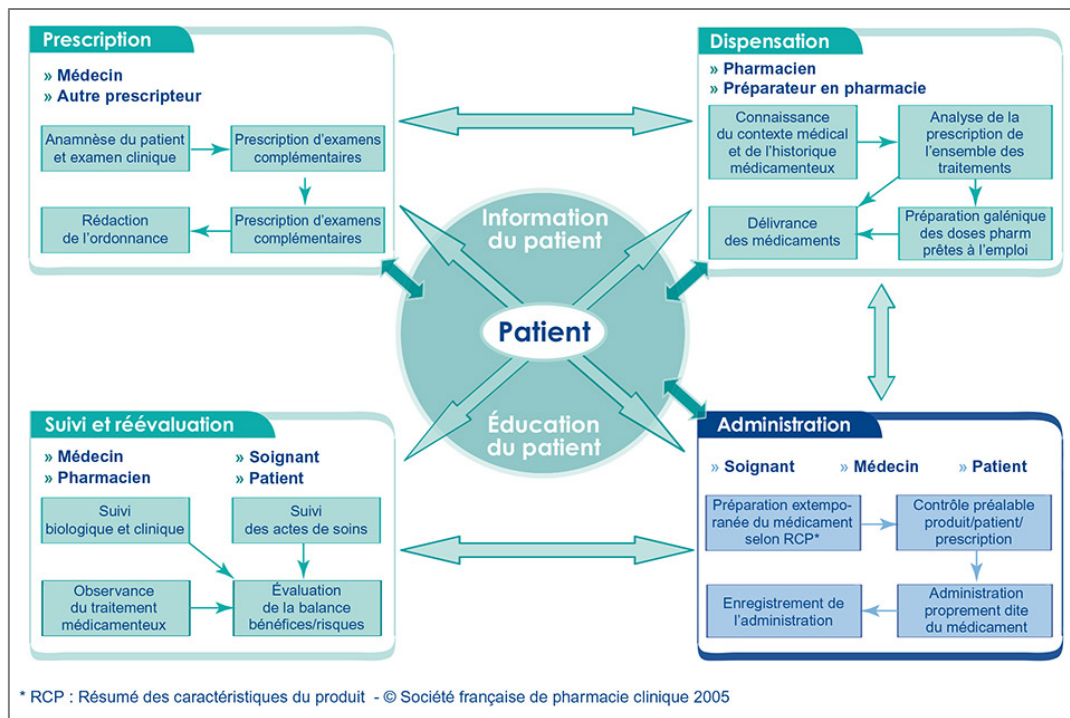 Prescription
» Médecin
» Autre prescripteur
Anamnèse du patient
et examen clinique
Prescription d'examens
complémentaires
Rédaction
de l'ordonnance
Prescription d'examens
complémentaires
Dispensation
» Pharmacien
» Préparateur en pharmacie
Connaissance
du contexte médical
et de l'historique
médicamenteux
Analyse de la
prescription de
l'ensemble des
traitements
Délivrance
des médicaments
Préparation galénique
des doses pharm
prêtes à l'emploi
Information
du patient
Patient
Éducation
du patient
Suivi et réévaluation
» Médecin
» Pharmacien
» Soignant
» Patient
Suivi
biologique et clinique
Suivi
des actes de soins
Observance
du traitement
médicamenteux
Évaluation
de la balance
bénéfices/risques
Administration
» Soignant
» Médecin
» Patient
Préparation extempo-
ranée du médicament
selon RCP*
Contrôle préalable
produit/patient/
prescription
Enregistrement de
l'administration
Administration
proprement dite
du médicament
* RCP : Résumé des caractéristiques du produit - © Société française de pharmacie clinique 2005